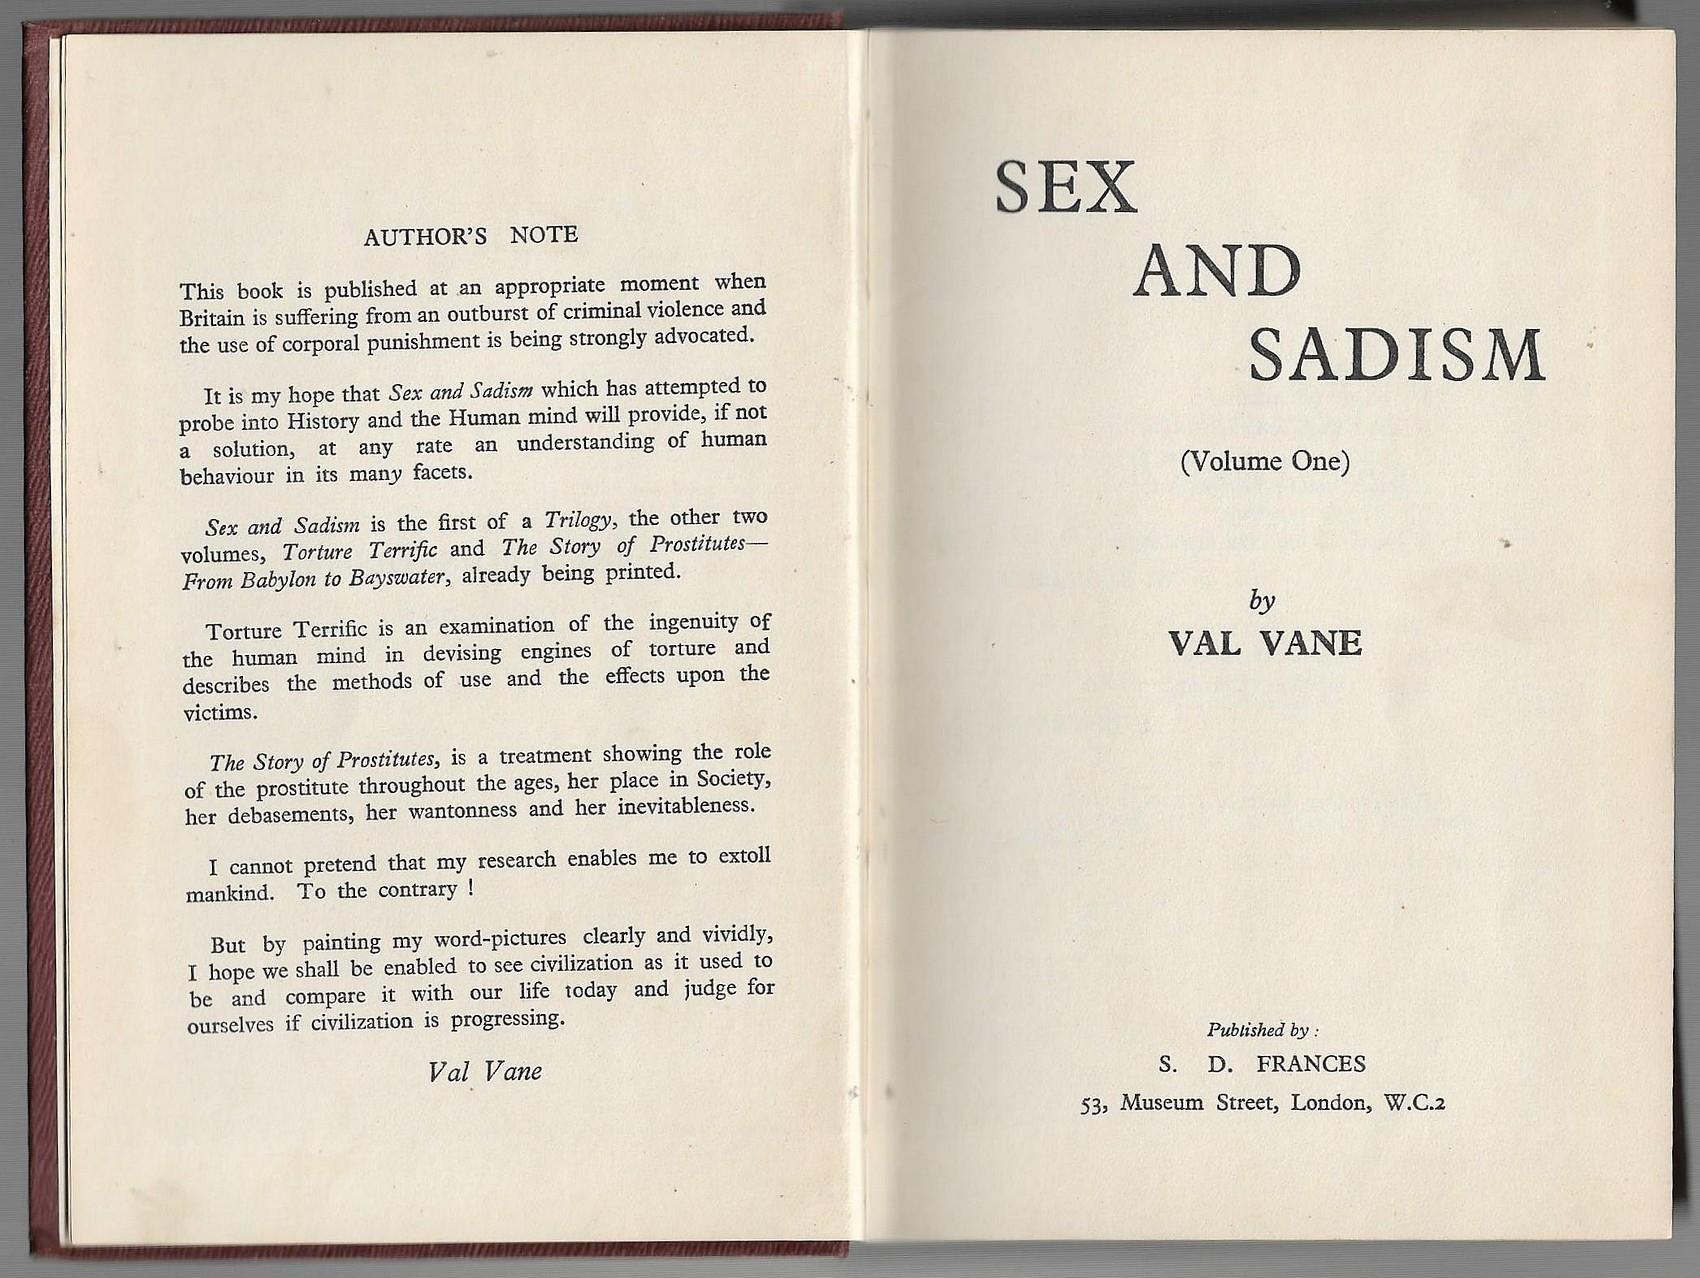 AUTHOR'S NOTE
This book is published at an appropriate moment when
Britain is suffering from an outburst of criminal violence and
the use of corporal punishment is being strongly advocated.
It is my hope that Sex and Sadism which has attempted to
probe into History and the Human mind will provide, if not
a solution, at any rate an understanding of human
behaviour in its many facets.
Sex and Sadism is the first of a Trilogy, the other two
volumes, Torture Terrific and The Story of Prostitutes—
From Babylon to Bayswater, already being printed.
Torture Terrific is an examination of the ingenuity of
the human mind in devising engines of torture and
describes the methods of use and the effects upon the
victims.
The Story of Prostitutes, is a treatment showing the role
of the prostitute throughout the ages, her place in Society,
her debasements, her wantonness and her inevitableness.
I cannot pretend that my research enables me to extoll
mankind. To the contrary !
But by painting my word-pictures clearly and vividly,
I hope we shall be enabled to see civilization as it used to
be and compare it with our life today and judge for
ourselves if civilization is progressing.
Val Vane
SEX
AND
SADISM
(Volume One)
by
VAL VANE
Published by :
S. D. FRANCES
53, Museum Street, London, W.C.2